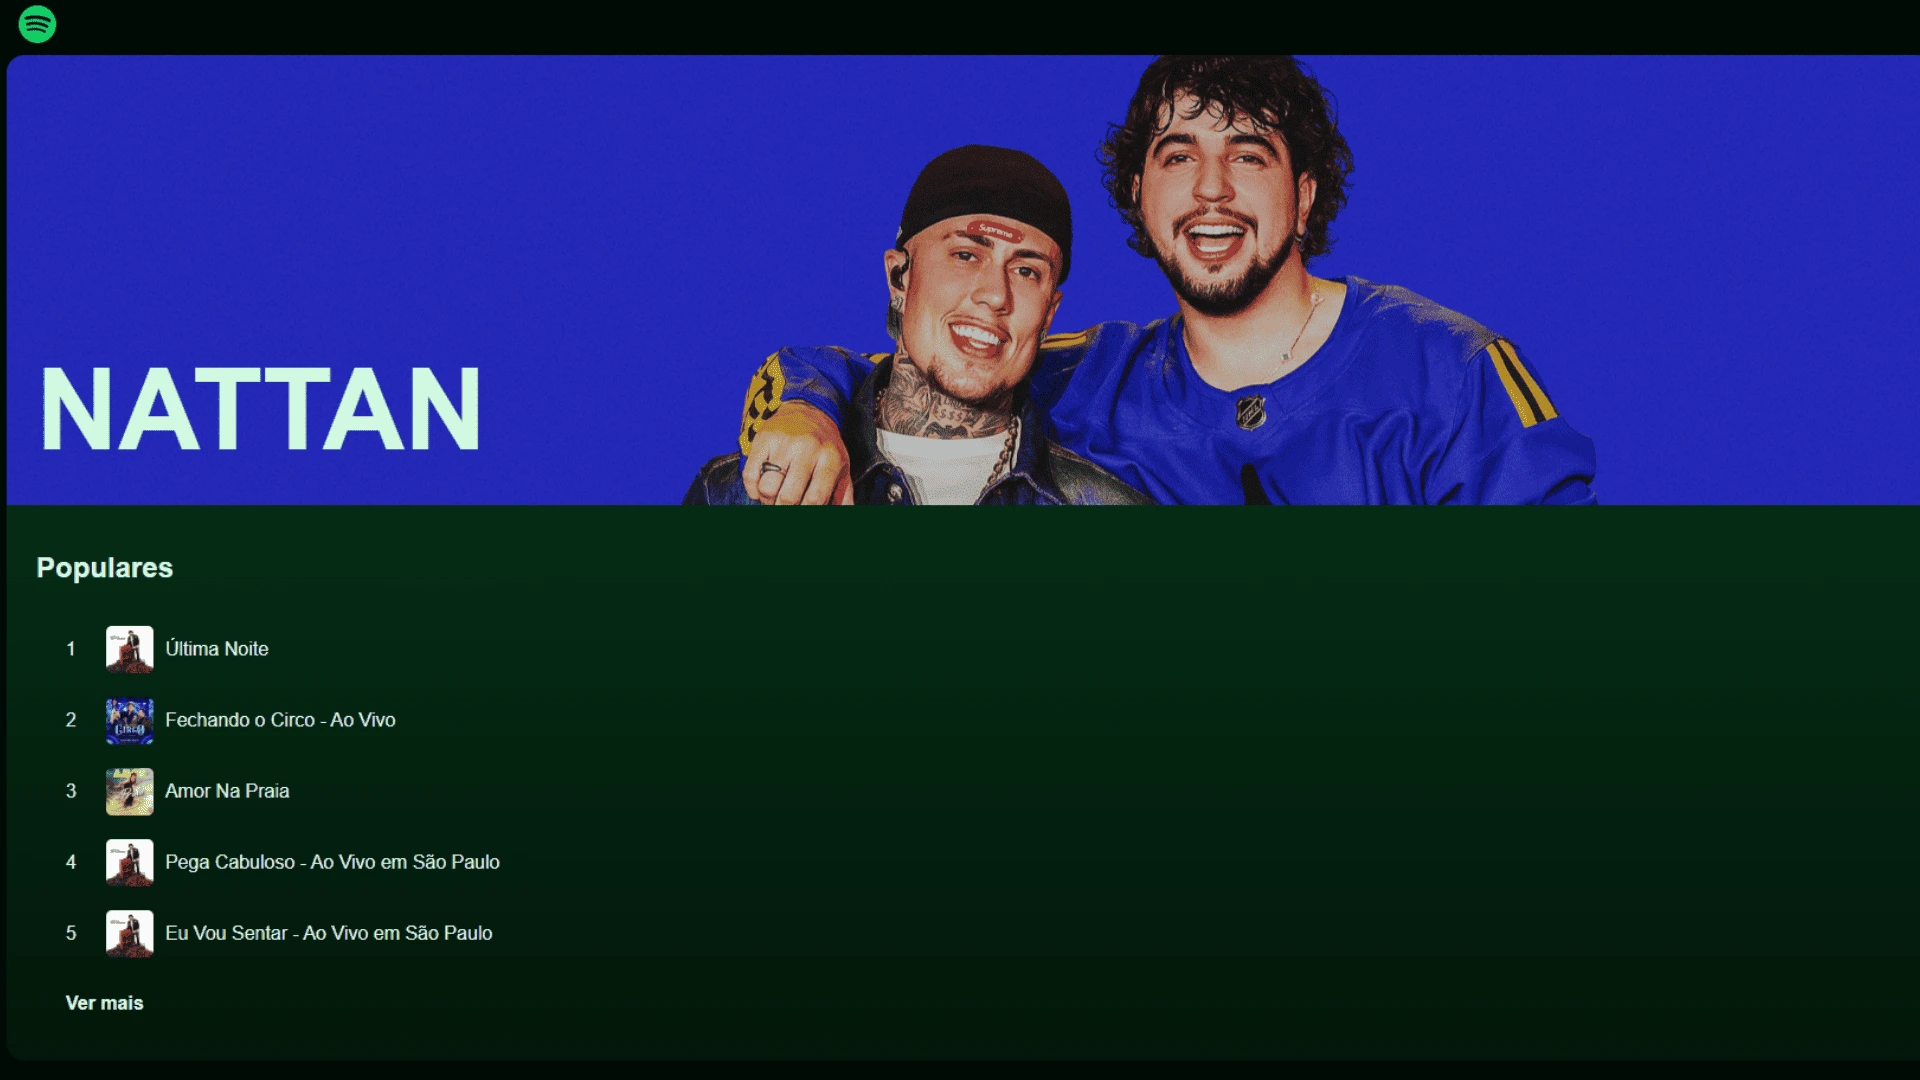 Supreme
NATTAN
Populares
1 Última Noite
2 Fechando o Circo - Ao Vivo
3 Amor Na Praia
4 Pega Cabuloso - Ao Vivo em São Paulo
5 Eu Vou Sentar - Ao Vivo em São Paulo
Ver mais